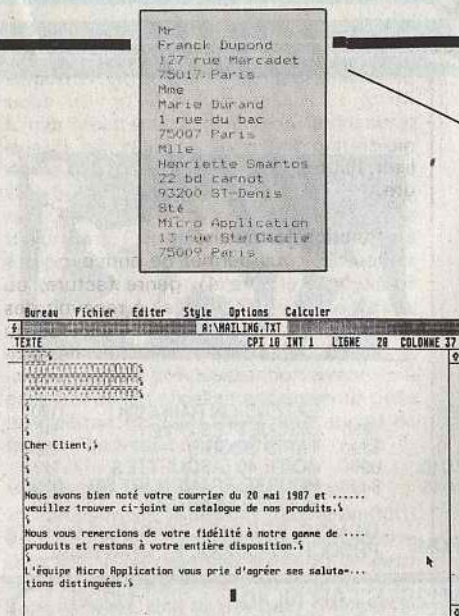 Mr
Franck Dupond
127 rue Marcadet
75017 Paris
Mme
Marie Durand
1 rue du bac
75007 Paris
Mlle
Henriette Smartos
22 bd carnot
93200 ST-Denis
Sté
Micro Application
13 rue Ste Cécile
75009 Paris
Bureau Fichier Editer Style Options Calculer
A:\MAILING.TXT
TEXTE CPI 10 INT 1 LIGNE 20 COLONNE 37
Cher Client,
Nous avons bien noté votre courrier du 20 mai 1987 et ......
veuillez trouver ci-joint un catalogue de nos produits.
Nous vous remercions de votre fidélité à notre gamme de ....
produits et restons à votre entière disposition.
L'équipe Micro Application vous prie d'agréer ses saluta-...
tions distinguées.